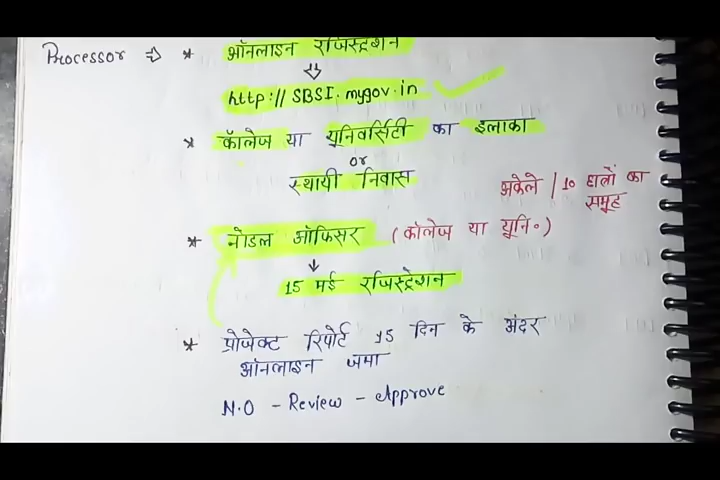 Processor ⇨ * ऑनलाइन रजिस्ट्रेशन
⇩
http://SBSI.mygov.in
* कॉलेज या यूनिवर्सिटी का इलाका
or
स्थायी निवास
अकेले / 10 छात्रों का
समूह
* नोडल ऑफिसर (कॉलेज या यूनि॰)
↓
15 मई रजिस्ट्रेशन
* प्रोजेक्ट रिपोर्ट 15 दिन के अंदर
ऑनलाइन जमा
N.O - Review - Approve